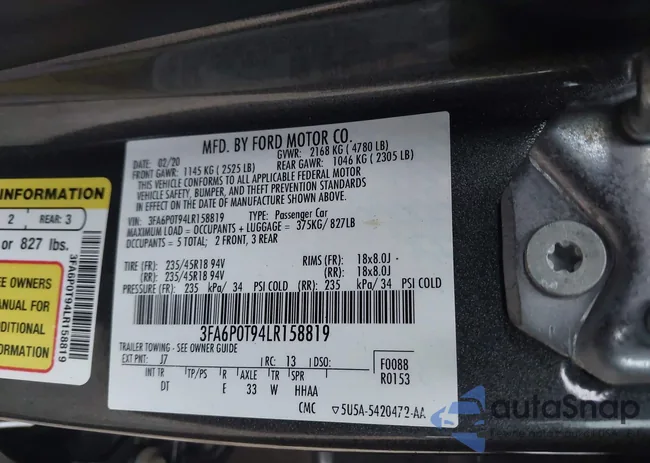 MFD. BY FORD MOTOR CO.
DATE: 02/20 GVWR: 2168 KG ( 4780 LB)
FRONT GAWR: 1145 KG ( 2525 LB) REAR GAWR: 1046 KG ( 2305 LB)
THIS VEHICLE CONFORMS TO ALL APPLICABLE FEDERAL MOTOR
VEHICLE SAFETY, BUMPER, AND THEFT PREVENTION STANDARDS
IN EFFECT ON THE DATE OF MANUFACTURE SHOWN ABOVE.
VIN: 3FA6P0T94LR158819 TYPE: Passenger Car
MAXIMUM LOAD = OCCUPANTS + LUGGAGE = 375KG/ 827LB
OCCUPANTS = 5 TOTAL; 2 FRONT, 3 REAR
TIRE (FR): 235/45R18 94V RIMS (FR): 18x8.0J -
(RR): 235/45R18 94V (RR): 18x8.0J -
PRESSURE (FR): 235 kPa/ 34 PSI COLD (RR): 235 kPa/ 34 PSI COLD
3FA6P0T94LR158819
TRAILER TOWING - SEE OWNER GUIDE
EXT PNT: J7 RC: 13 DSO: F0088
R0153
INT TR TP/PS R AXLE TR SPR
DT E 33 W HHAA
CMC ▽5U5A-5420472-AA
INFORMATION
2 REAR: 3
or 827 lbs.
3FA6P0T94LR158819
EE OWNERS
ANUAL FOR
ADDITIONAL
FORMATION
autoSnap